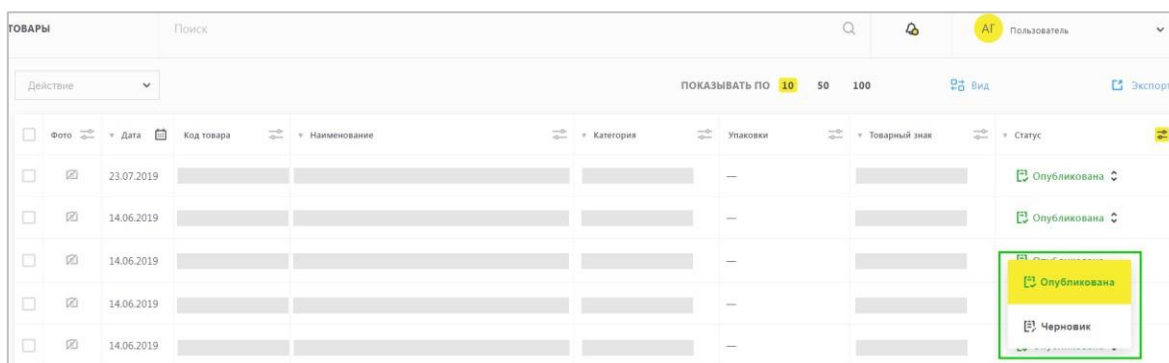 ТОВАРЫ Поиск АГ Пользователь
Действие ПОКАЗЫВАТЬ ПО 10 50 100 Вид Экспорт
Фото Дата Код товара Наименование Категория Упаковки Товарный знак Статус
23.07.2019 — Опубликована
14.06.2019 — Опубликована
14.06.2019 —
Опубликована
14.06.2019 —
Черновик
14.06.2019 —